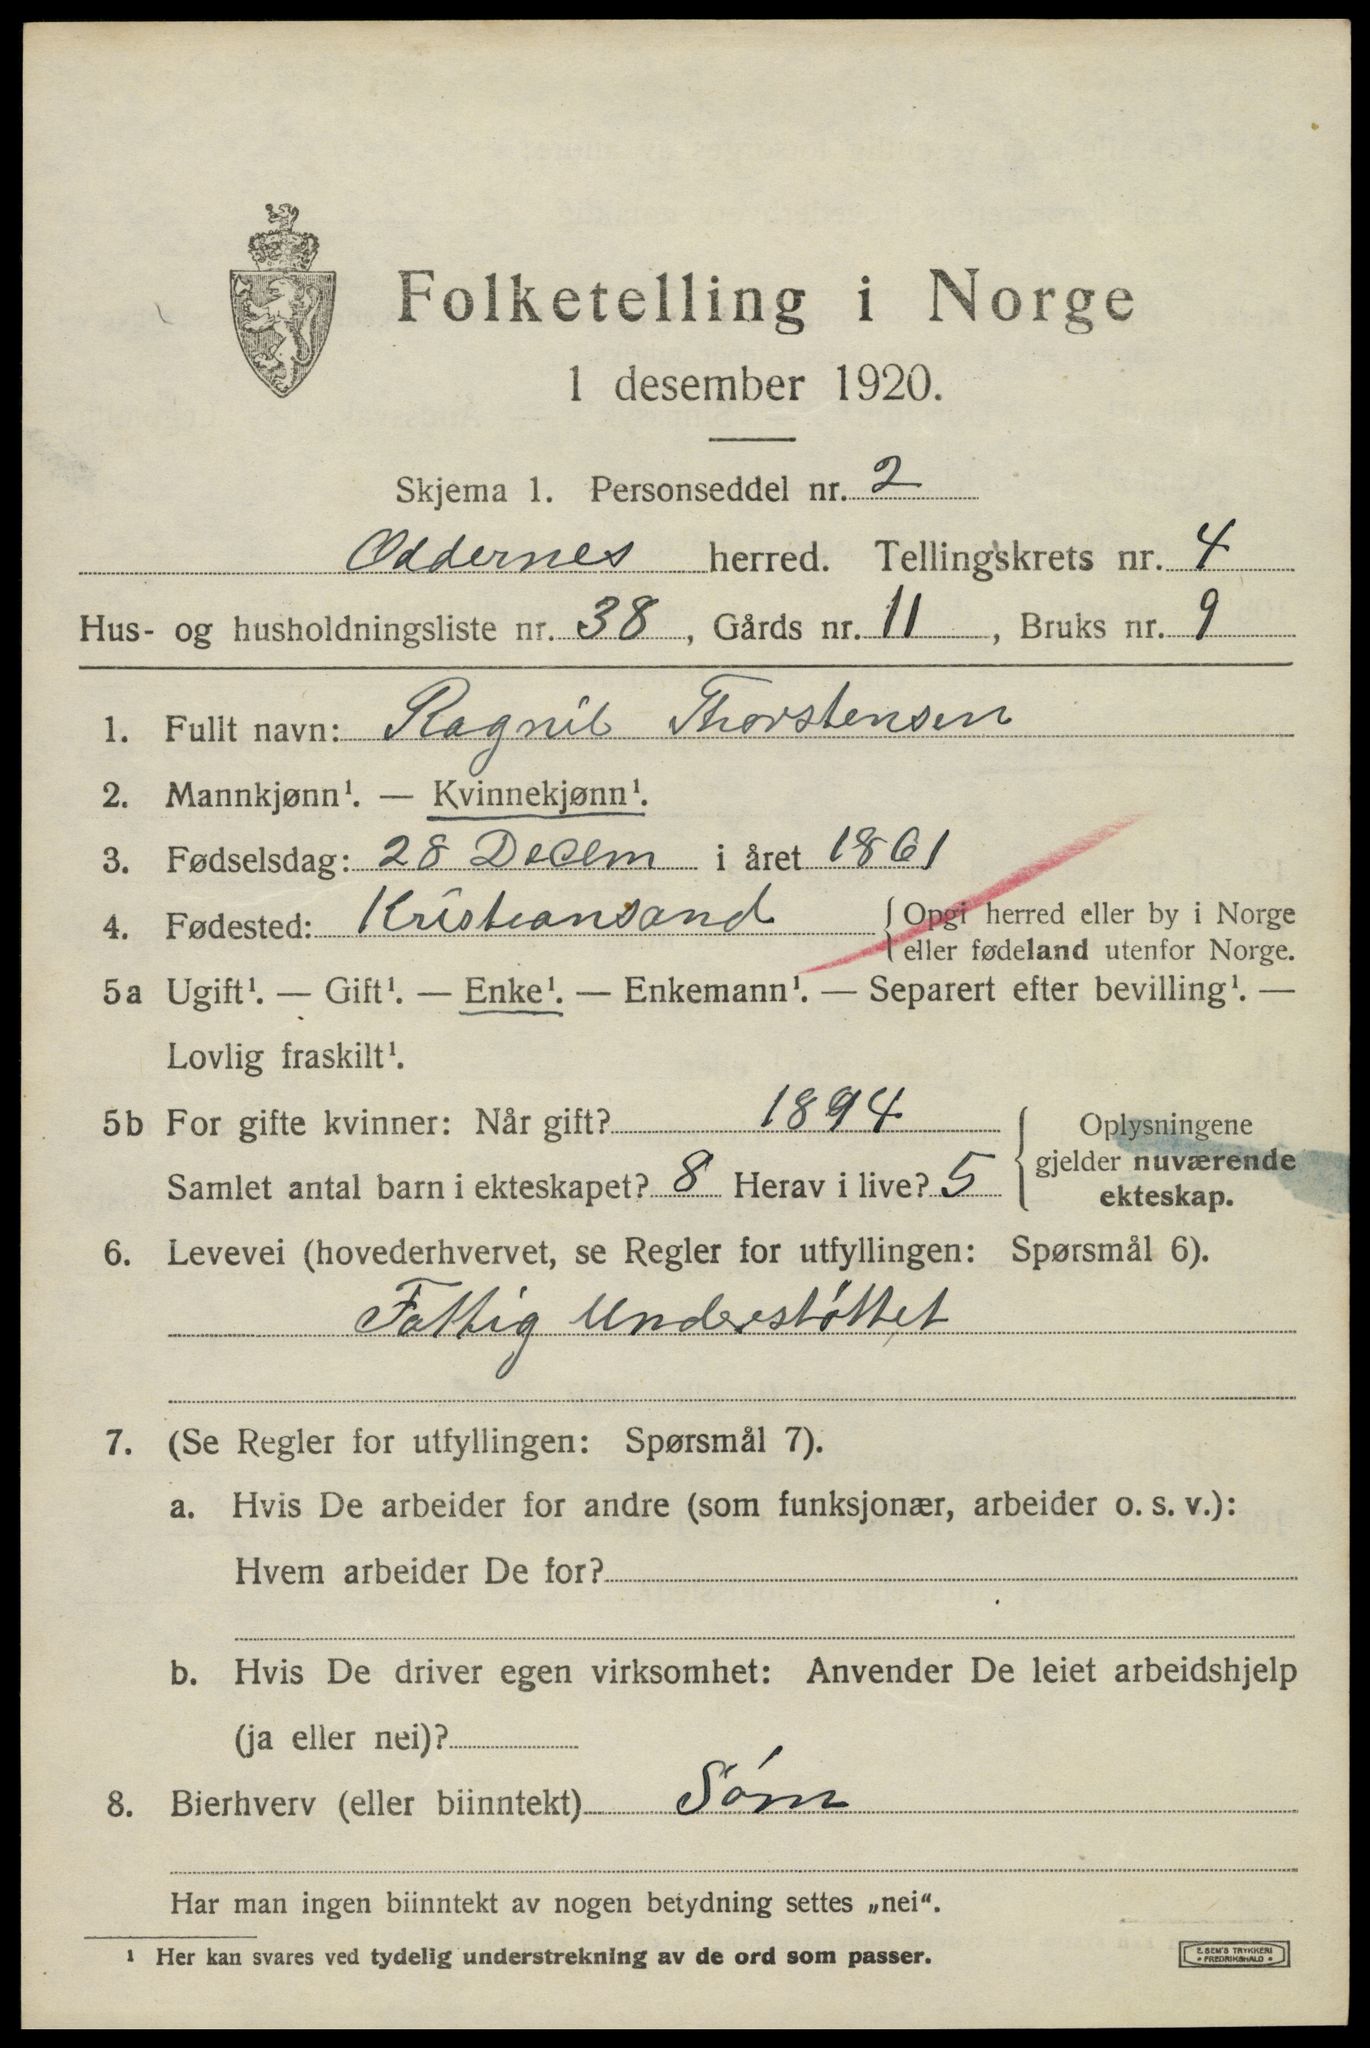 Folketelling i Norge
1 desember 1920.
Skjema 1. Personseddel nr. 2
Oddernes herred. Tellingskrets nr. 4
Hus- og husholdningsliste nr. 38, Gårds nr. 11, Bruks nr. 9
1. Fullt navn: Ragnil Thorstensen
2. Mannkjønn¹. — Kvinnekjønn¹.
3. Fødselsdag: 28 Decem i året 1861
4. Fødested: Kristiansand { Opgi herred eller by i Norge
eller fødeland utenfor Norge.
5a Ugift¹. — Gift¹. — Enke¹. — Enkemann¹. — Separert efter bevilling¹. —
Lovlig fraskilt¹.
5b For gifte kvinner: Når gift? 1894
Samlet antal barn i ekteskapet? 8 Herav i live? 5
Oplysningene
gjelder nuværende
ekteskap.
6. Levevei (hovederhvervet, se Regler for utfyllingen: Spørsmål 6).
Fattig Understøttet
7. (Se Regler for utfyllingen: Spørsmål 7).
a. Hvis De arbeider for andre (som funksjonær, arbeider o. s. v.):
Hvem arbeider De for?
b. Hvis De driver egen virksomhet: Anvender De leiet arbeidshjelp
(ja eller nei)?
8. Bierhverv (eller biinntekt) Søm
Har man ingen biinntekt av nogen betydning settes „nei“.
¹ Her kan svares ved tydelig understrekning av de ord som passer.
E. SEM'S TRYKKERI
• FREDRIKSHALD •